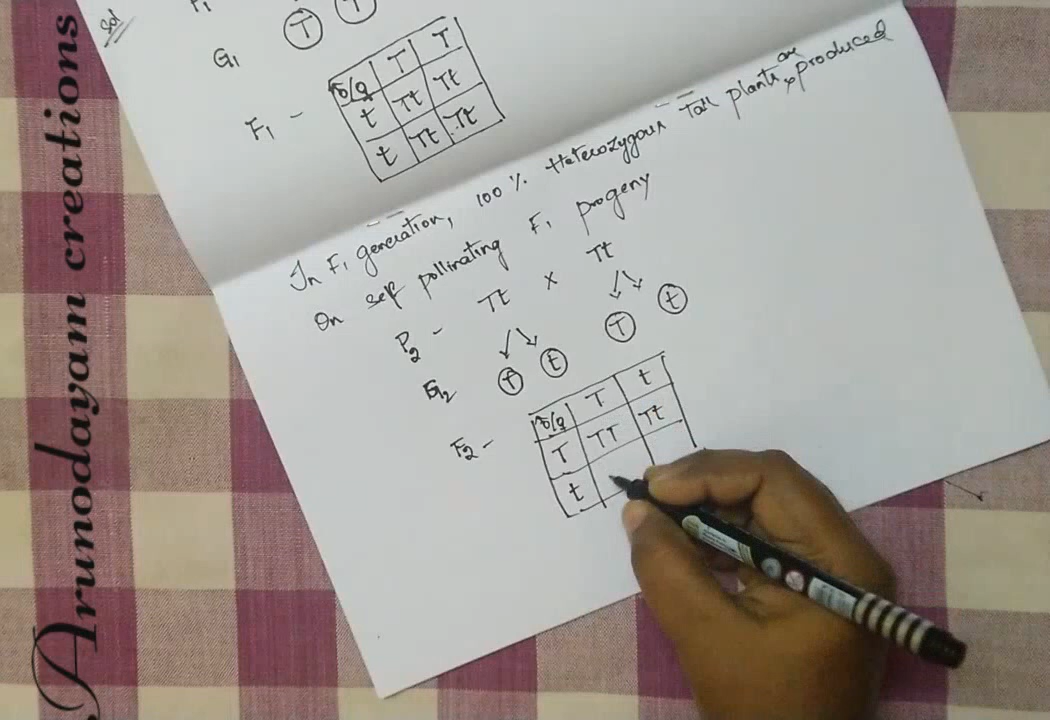 Sol
P1
T T
G1
F1 -
♂/♀ T T
t Tt Tt
t Tt Tt
In F1 generation, 100 % Heterozygous Tall plants are produced
On self pollinating F1 progeny
P2 - Tt x Tt
G2 T t T t
F2 -
♂/♀ T t
T TT Tt
t
Arunodayam creations